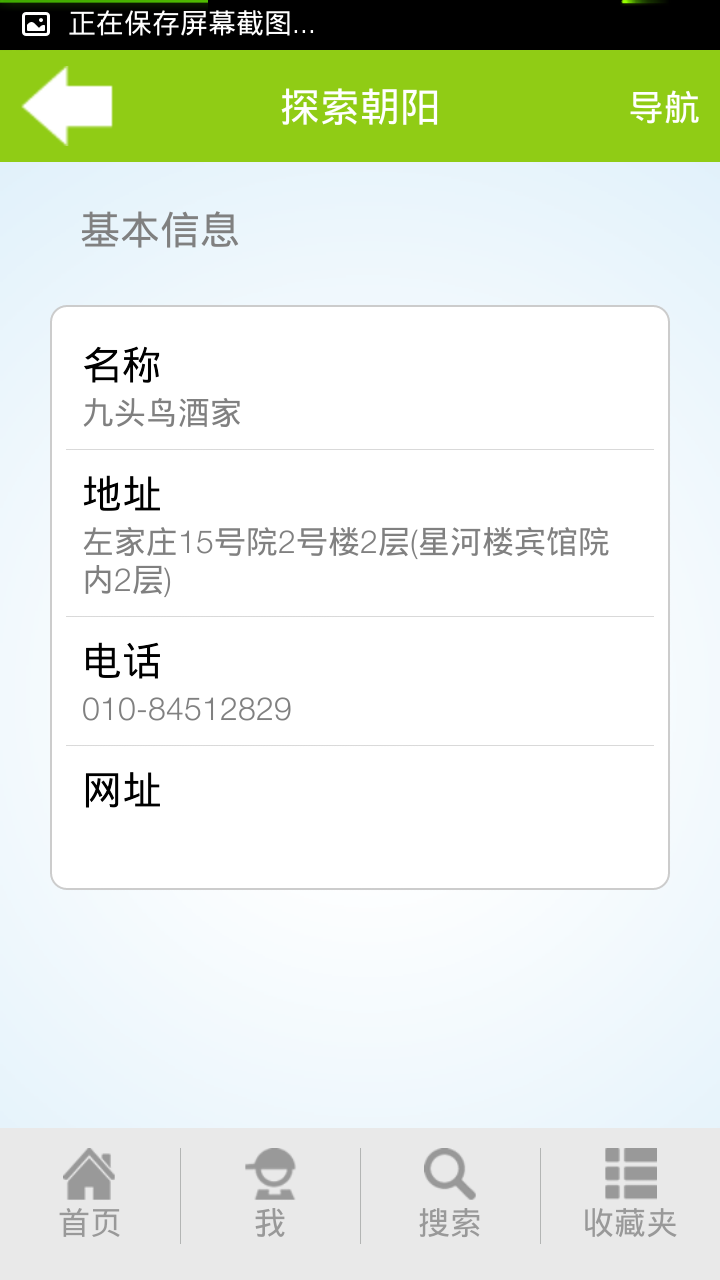 正在保存屏幕截图...
探索朝阳
导航
基本信息
名称
九头鸟酒家
地址
左家庄15号院2号楼2层(星河楼宾馆院
内2层)
电话
010-84512829
网址
首页
我
搜索
收藏夹